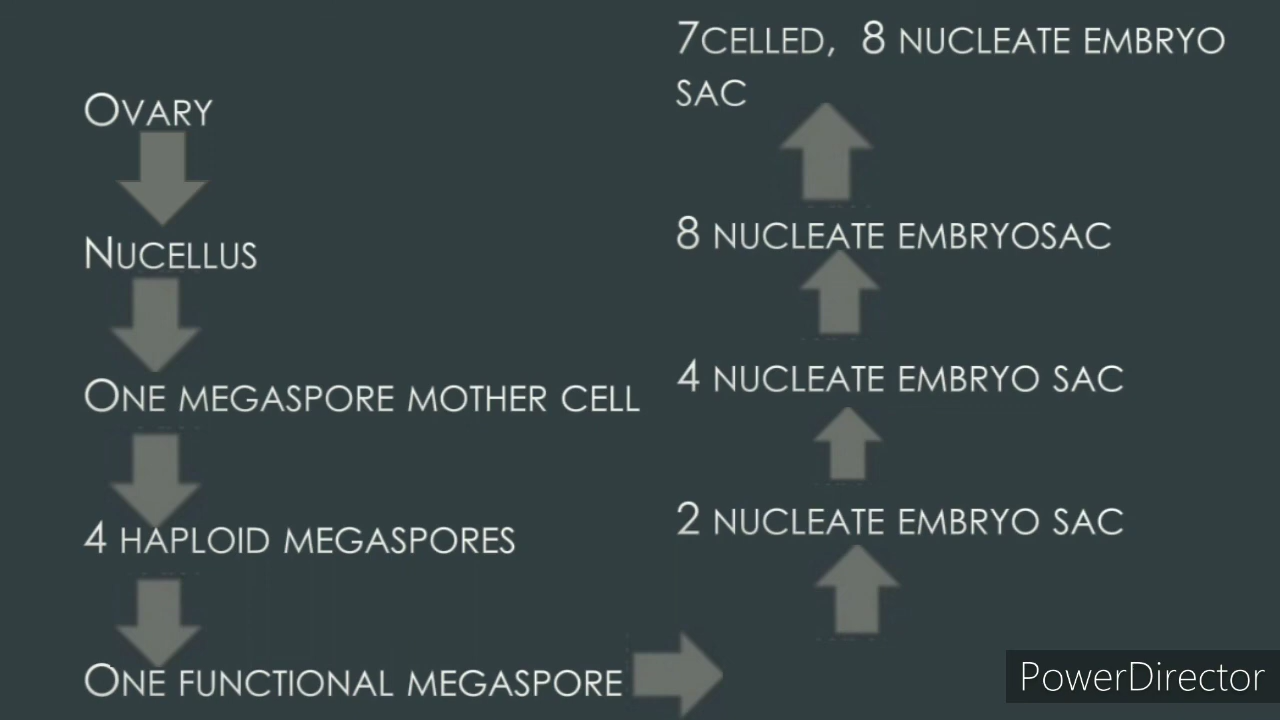 OVARY
NUCELLUS
ONE MEGASPORE MOTHER CELL
4 HAPLOID MEGASPORES
ONE FUNCTIONAL MEGASPORE
2 NUCLEATE EMBRYO SAC
4 NUCLEATE EMBRYO SAC
8 NUCLEATE EMBRYOSAC
7CELLED, 8 NUCLEATE EMBRYO
SAC
PowerDirector